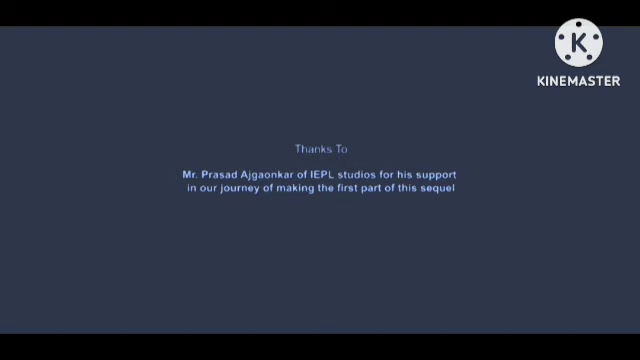 K
KINEMASTER
Thanks To
Mr. Prasad Ajgaonkar of IEPL studios for his support
in our journey of making the first part of this sequel